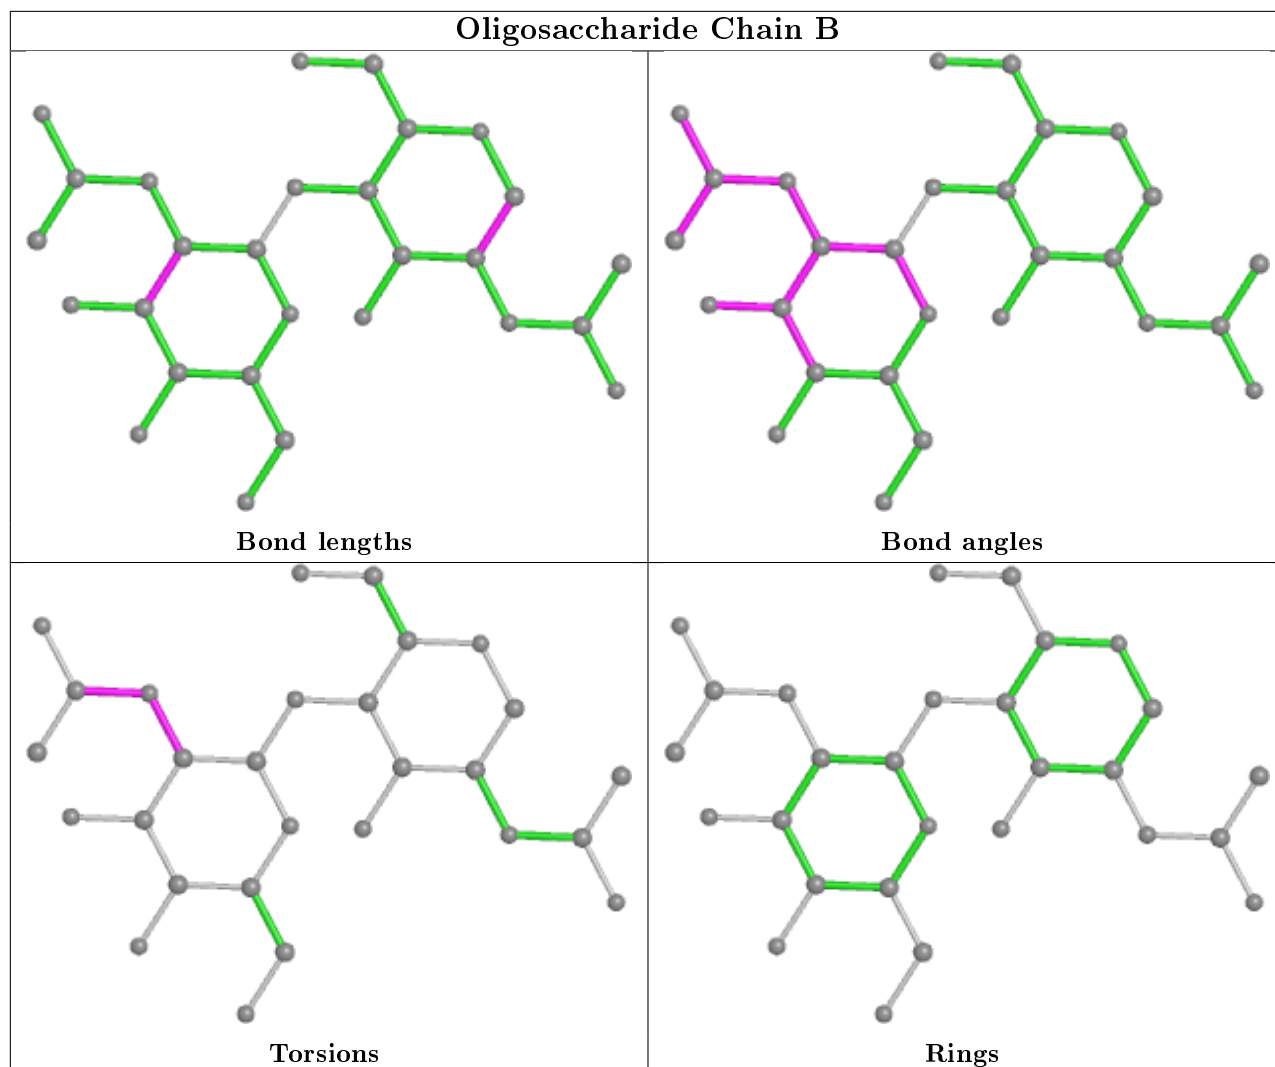 Oligosaccharide Chain B
Bond lengths
Bond angles
Torsions
Rings